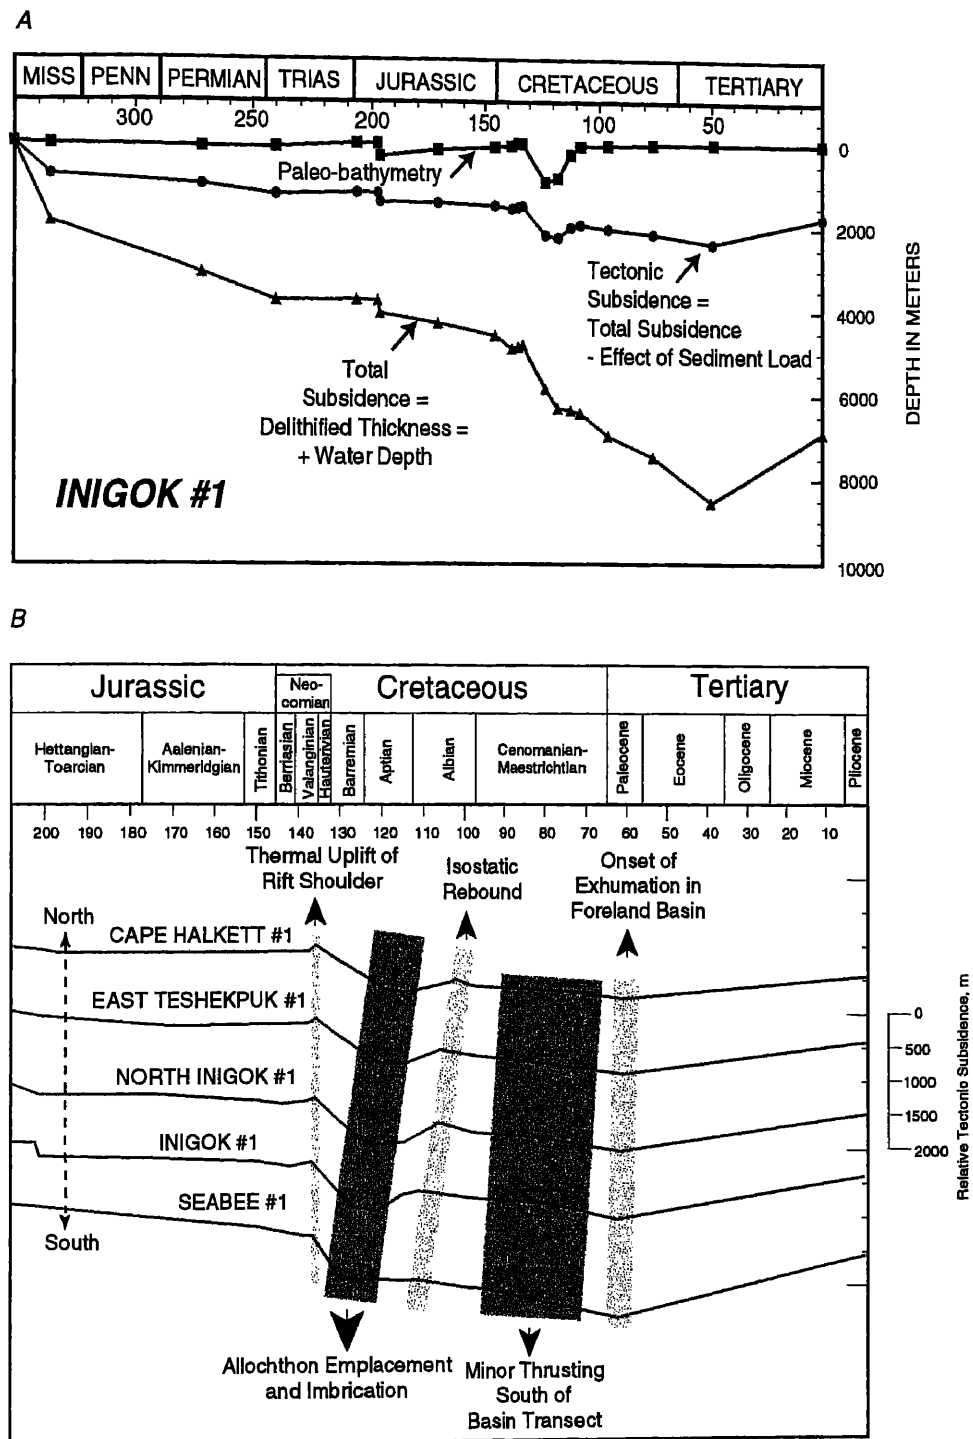 A
MISS PENN PERMIAN TRIAS JURASSIC CRETACEOUS TERTIARY
300 250 200 150 100 50
0
Paleo-bathymetry
2000
Tectonic
Subsidence =
Total Subsidence
- Effect of Sediment Load
4000
Total
Subsidence =
Delithified Thickness =
+ Water Depth
6000
8000
10000
DEPTH IN METERS
INIGOK #1
B
Jurassic Neo- Cretaceous Tertiary
comian
Hettangian- Aalenian- Tithonian Berriasian Valanginian Hauterivian Barremian Aptian Albian Cenomanian- Paleocene Eocene Oligocene Miocene Pliocene
Toarcian Kimmeridgian Maestrichtian
200 190 180 170 160 150 140 130 120 110 100 90 80 70 60 50 40 30 20 10
Thermal Uplift of
Rift Shoulder
Isostatic
Rebound
Onset of
Exhumation in
Foreland Basin
North
CAPE HALKETT #1
EAST TESHEKPUK #1
NORTH INIGOK #1
INIGOK #1
SEABEE #1
South
0
500
1000
1500
2000
Relative Tectonic Subsidence, m
Allochthon Emplacement
and Imbrication
Minor Thrusting
South of
Basin Transect